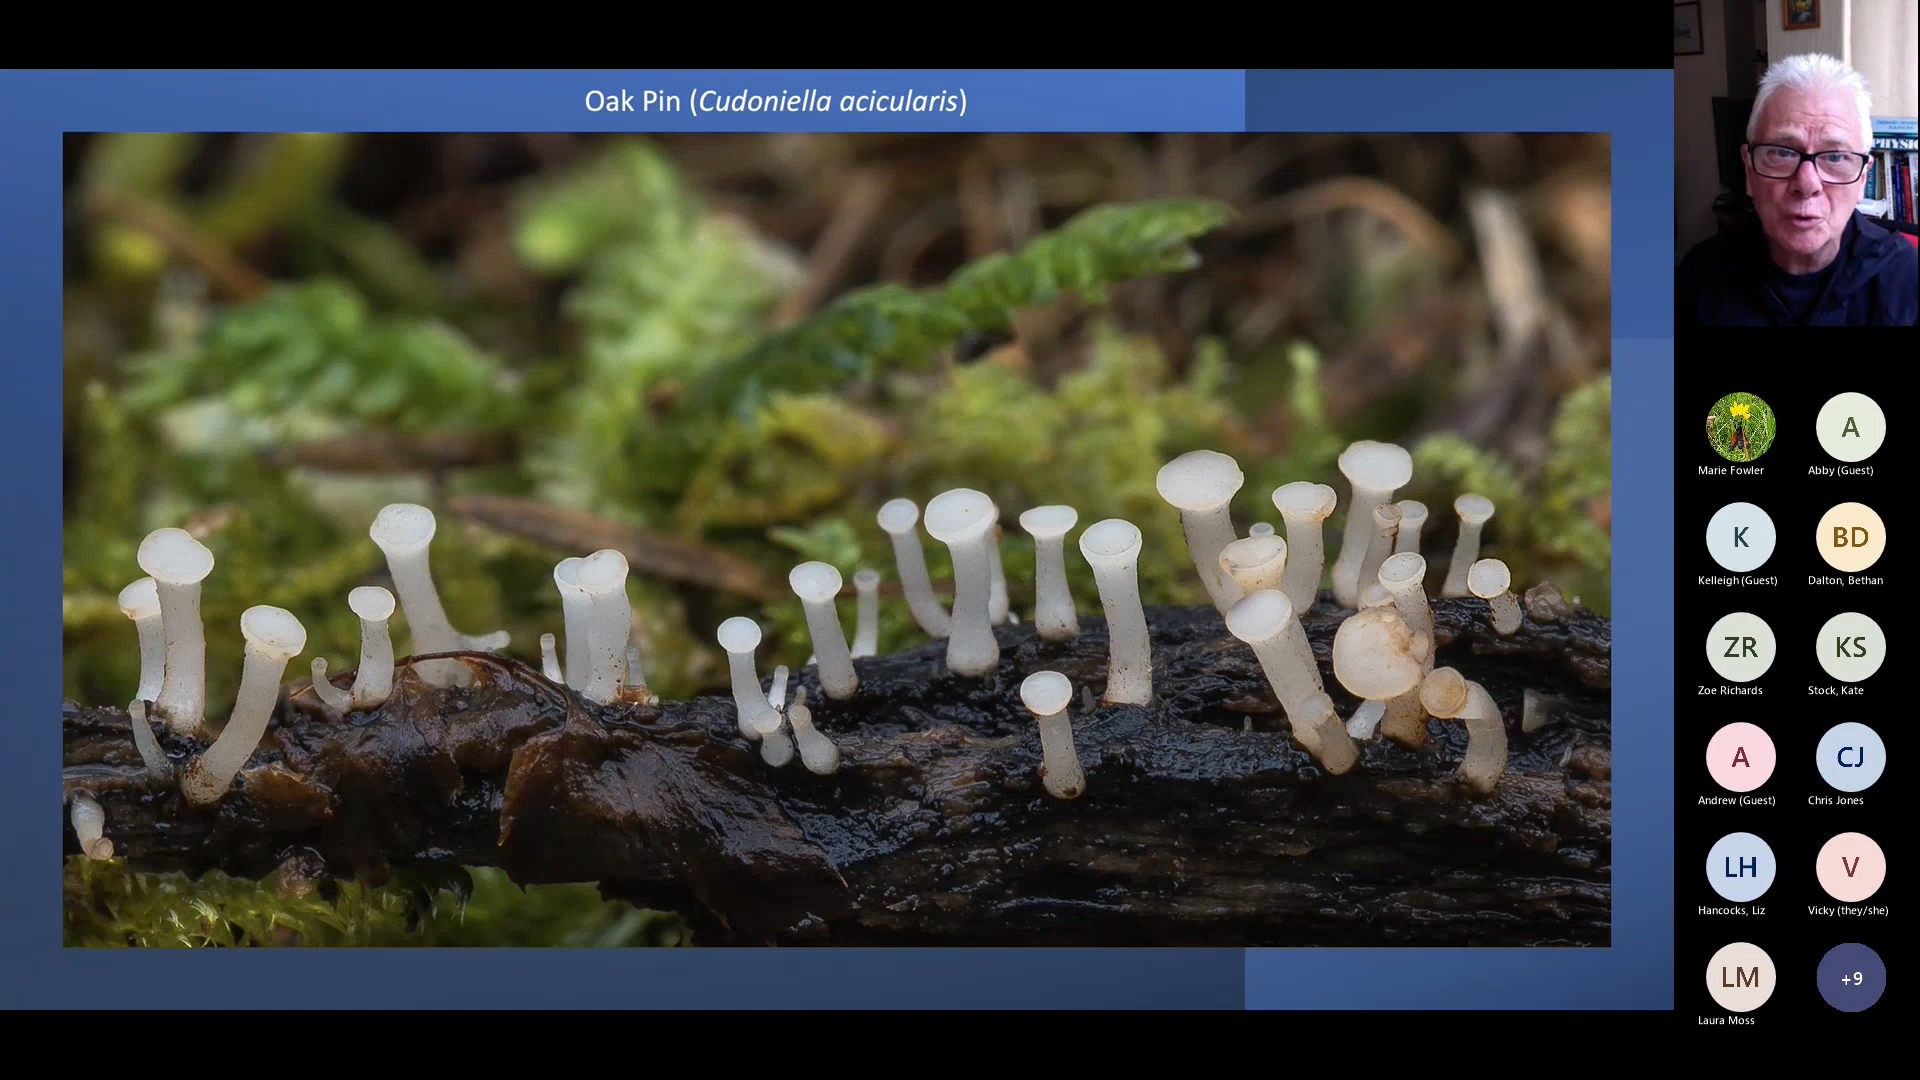 Oak Pin (Cudoniella acicularis)
PHYSIC
Marie Fowler
A
Abby (Guest)
K
Kelleigh (Guest)
BD
Dalton, Bethan
ZR
Zoe Richards
KS
Stock, Kate
A
Andrew (Guest)
CJ
Chris Jones
LH
Hancocks, Liz
V
Vicky (they/she)
LM
Laura Moss
+9